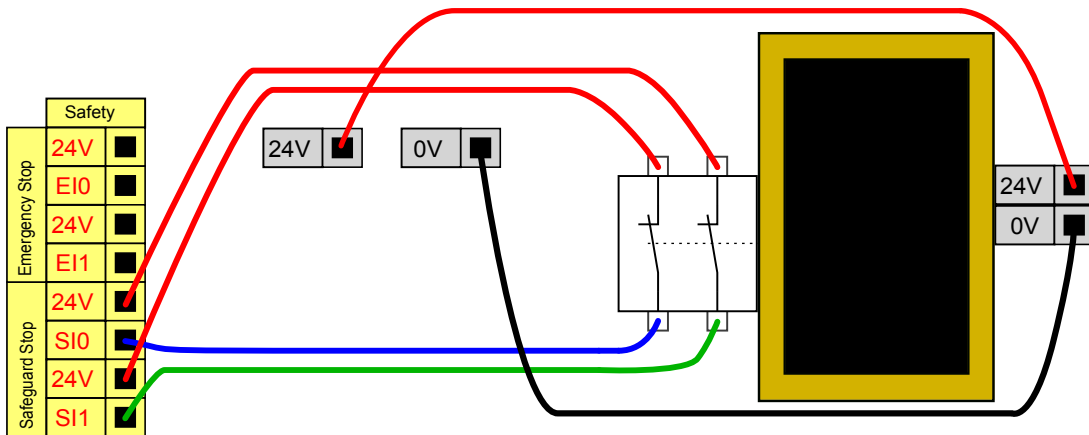 Safety
Emergency Stop
24V
EI0
24V
EI1
Safeguard Stop
24V
SI0
24V
SI1
24V
0V
24V
0V